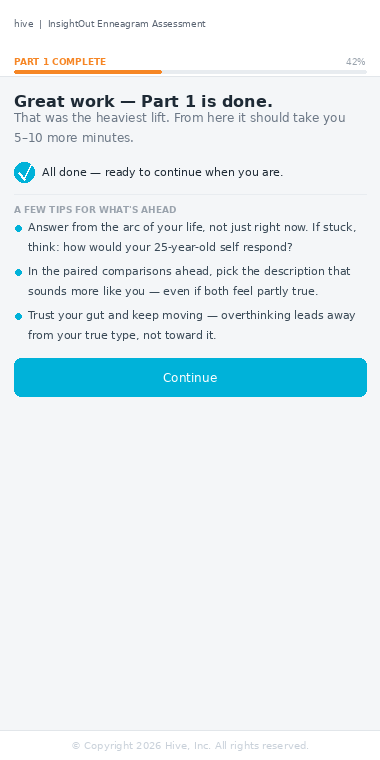 hive | InsightOut Enneagram Assessment
PART 1 COMPLETE 42%
Great work — Part 1 is done.
That was the heaviest lift. From here it should take you
5–10 more minutes.
All done — ready to continue when you are.
A FEW TIPS FOR WHAT'S AHEAD
Answer from the arc of your life, not just right now. If stuck,
think: how would your 25-year-old self respond?
In the paired comparisons ahead, pick the description that
sounds more like you — even if both feel partly true.
Trust your gut and keep moving — overthinking leads away
from your true type, not toward it.
Continue
© Copyright 2026 Hive, Inc. All rights reserved.